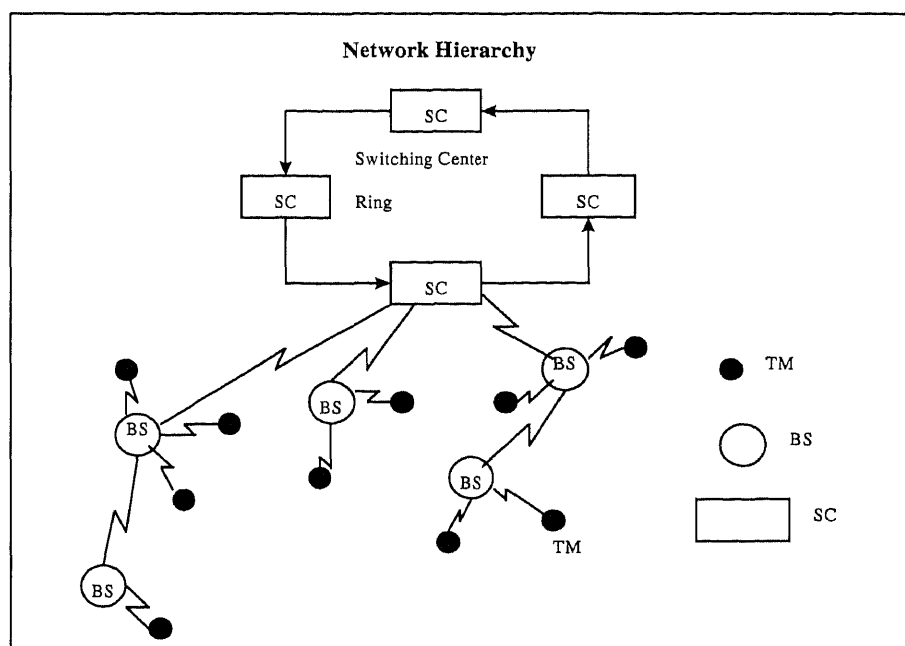 Network Hierarchy
SC
Switching Center
SC
Ring
SC
SC
BS
TM
BS
BS
BS
BS
SC
BS
TM
BS